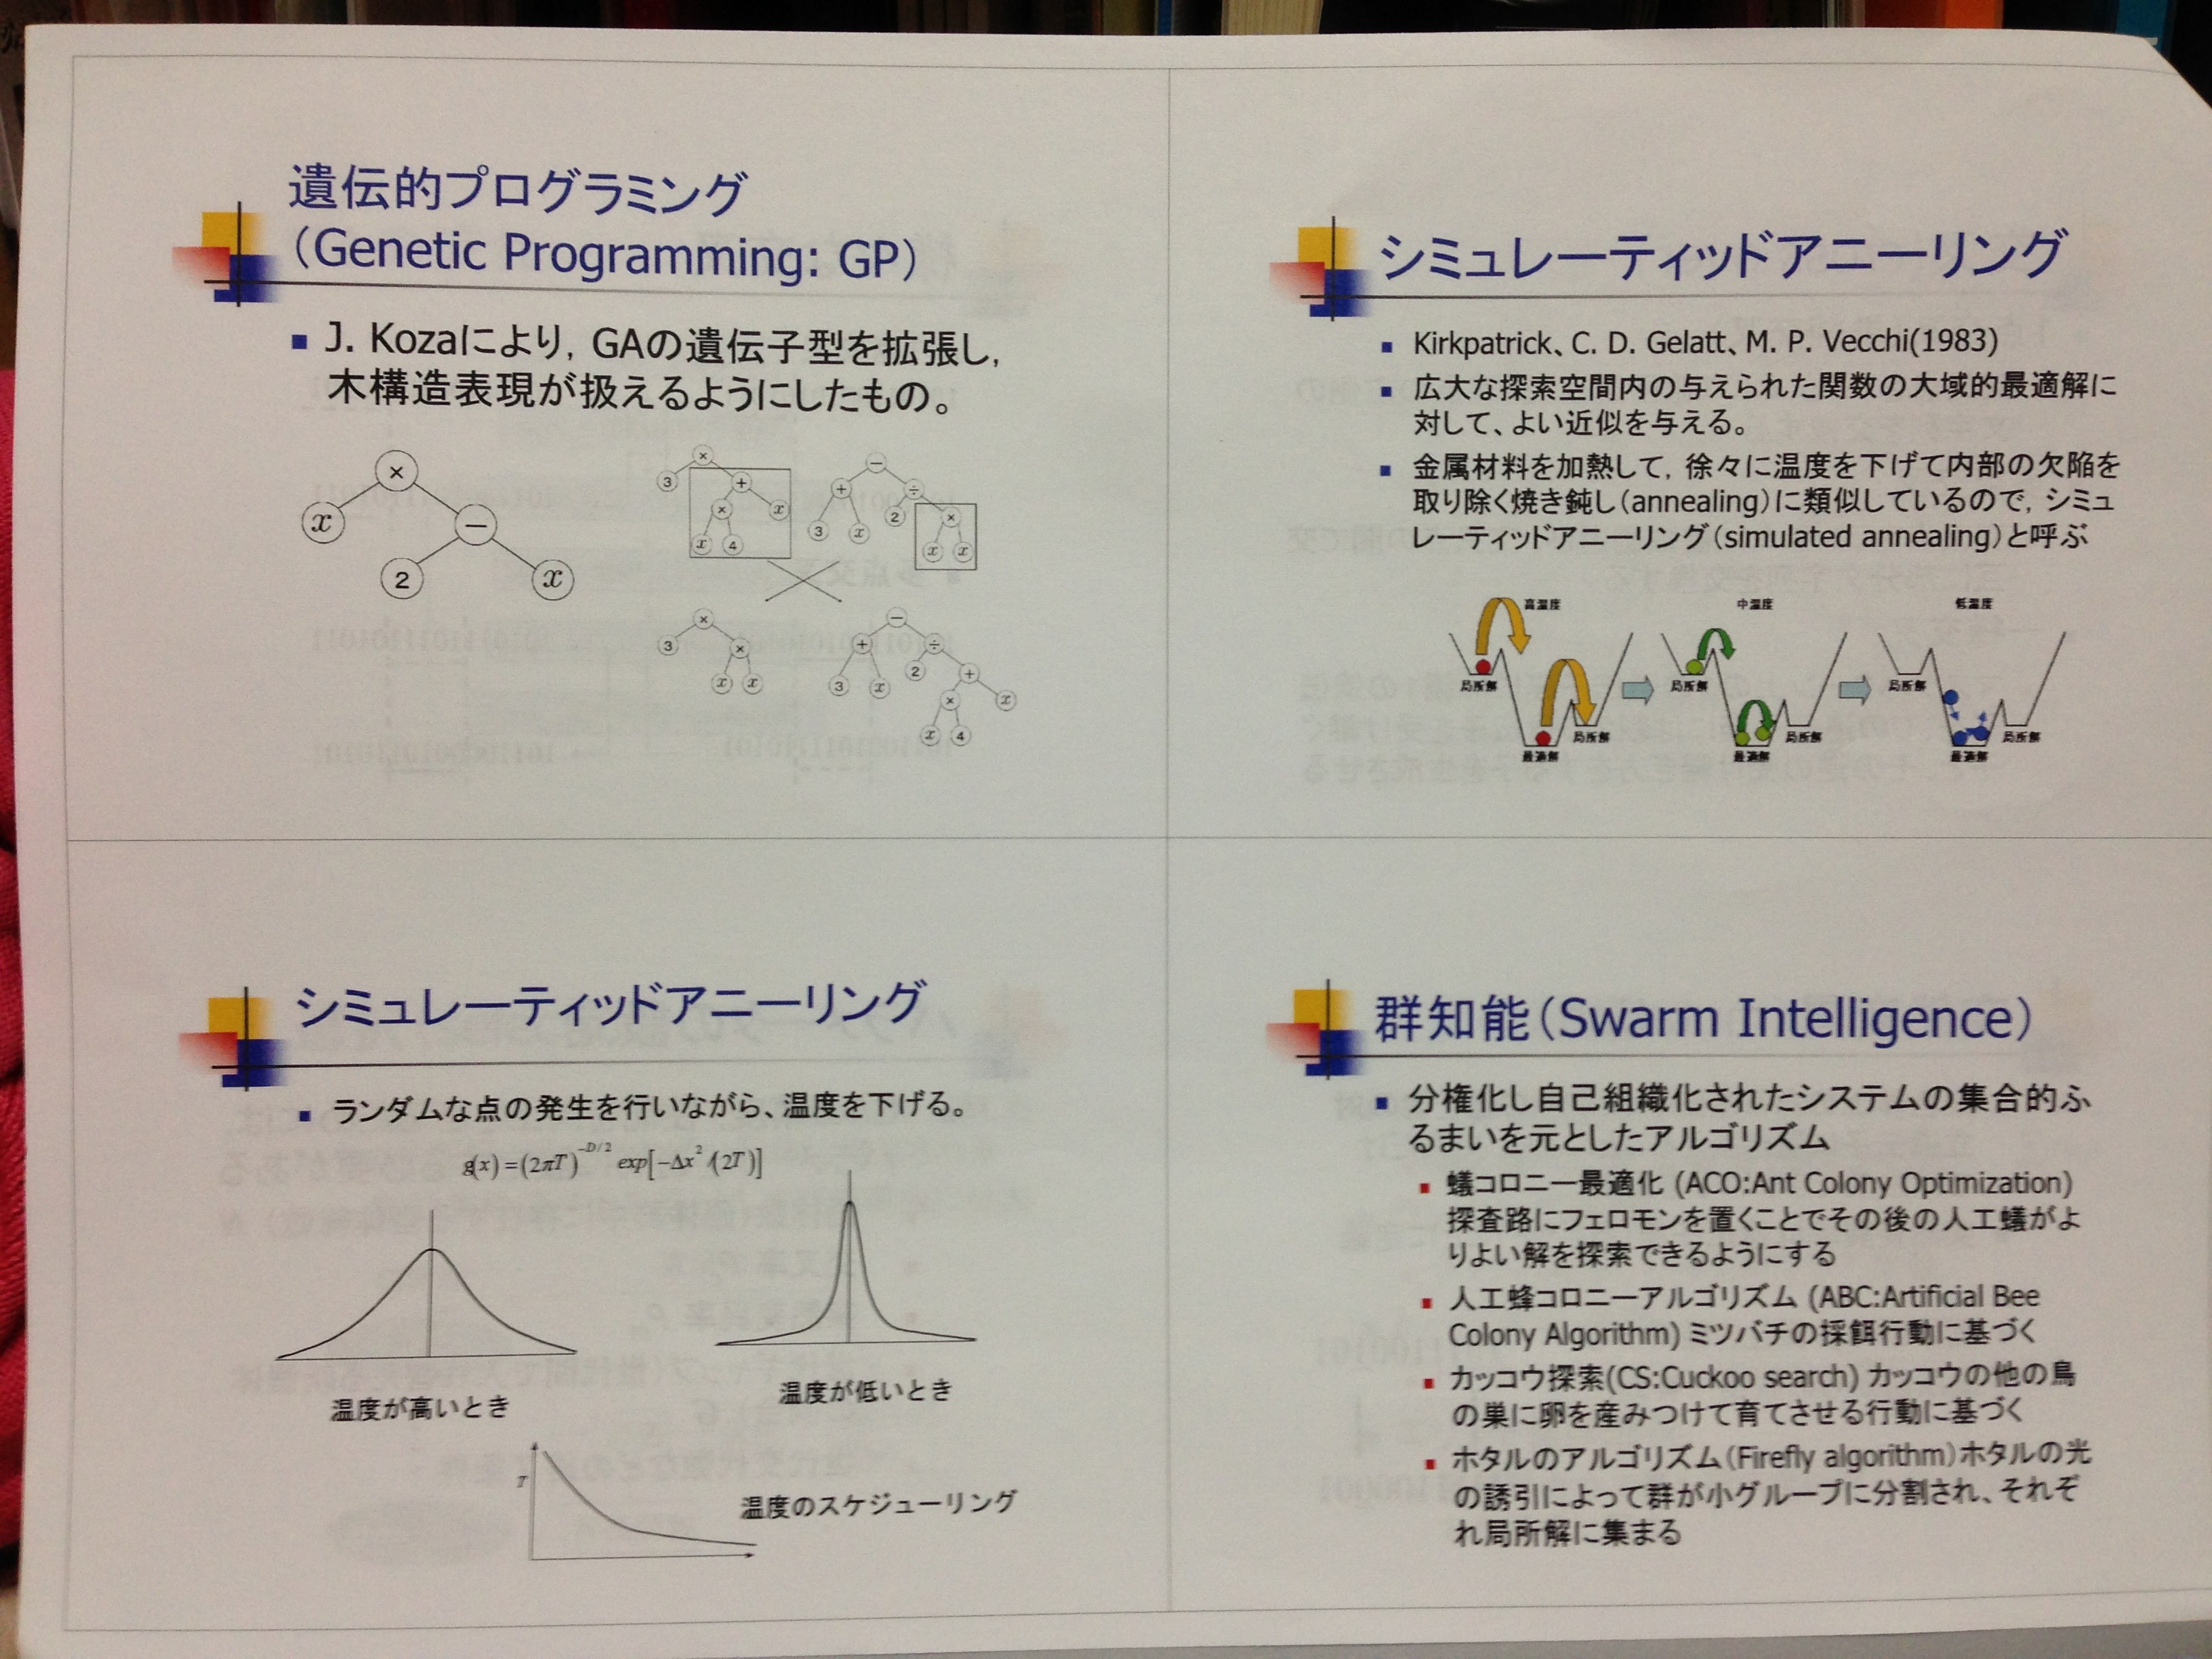 遺伝的プログラミング
（Genetic Programming: GP）
J. Kozaにより，GAの遺伝子型を拡張し，
木構造表現が扱えるようにしたもの。
×
x
−
2
x
×
3
+
×
x
x
4
−
+
÷
3
x
2
×
x
x
×
3
×
x
x
−
+
÷
3
x
2
+
×
x
x
4
シミュレーティッドアニーリング
Kirkpatrick、C. D. Gelatt、M. P. Vecchi(1983)
広大な探索空間内の与えられた関数の大域的最適解に
対して、よい近似を与える。
金属材料を加熱して，徐々に温度を下げて内部の欠陥を
取り除く焼き鈍し（annealing）に類似しているので，シミュ
レーティッドアニーリング（simulated annealing）と呼ぶ
高温度
局所解
局所解
最適解
中温度
局所解
局所解
最適解
低温度
局所解
局所解
最適解
シミュレーティッドアニーリング
ランダムな点の発生を行いながら、温度を下げる。
g(x)=(2πT)^{-D/2} exp[−Δx²/(2T)]
温度が高いとき
温度が低いとき
T
温度のスケジューリング
群知能（Swarm Intelligence）
分権化し自己組織化されたシステムの集合的ふ
るまいを元としたアルゴリズム
蟻コロニー最適化 (ACO:Ant Colony Optimization)
探査路にフェロモンを置くことでその後の人工蟻がよ
りよい解を探索できるようにする
人工蜂コロニーアルゴリズム (ABC:Artificial Bee
Colony Algorithm) ミツバチの採餌行動に基づく
カッコウ探索(CS:Cuckoo search) カッコウの他の鳥
の巣に卵を産みつけて育てさせる行動に基づく
ホタルのアルゴリズム（Firefly algorithm）ホタルの光
の誘引によって群が小グループに分割され、それぞ
れ局所解に集まる